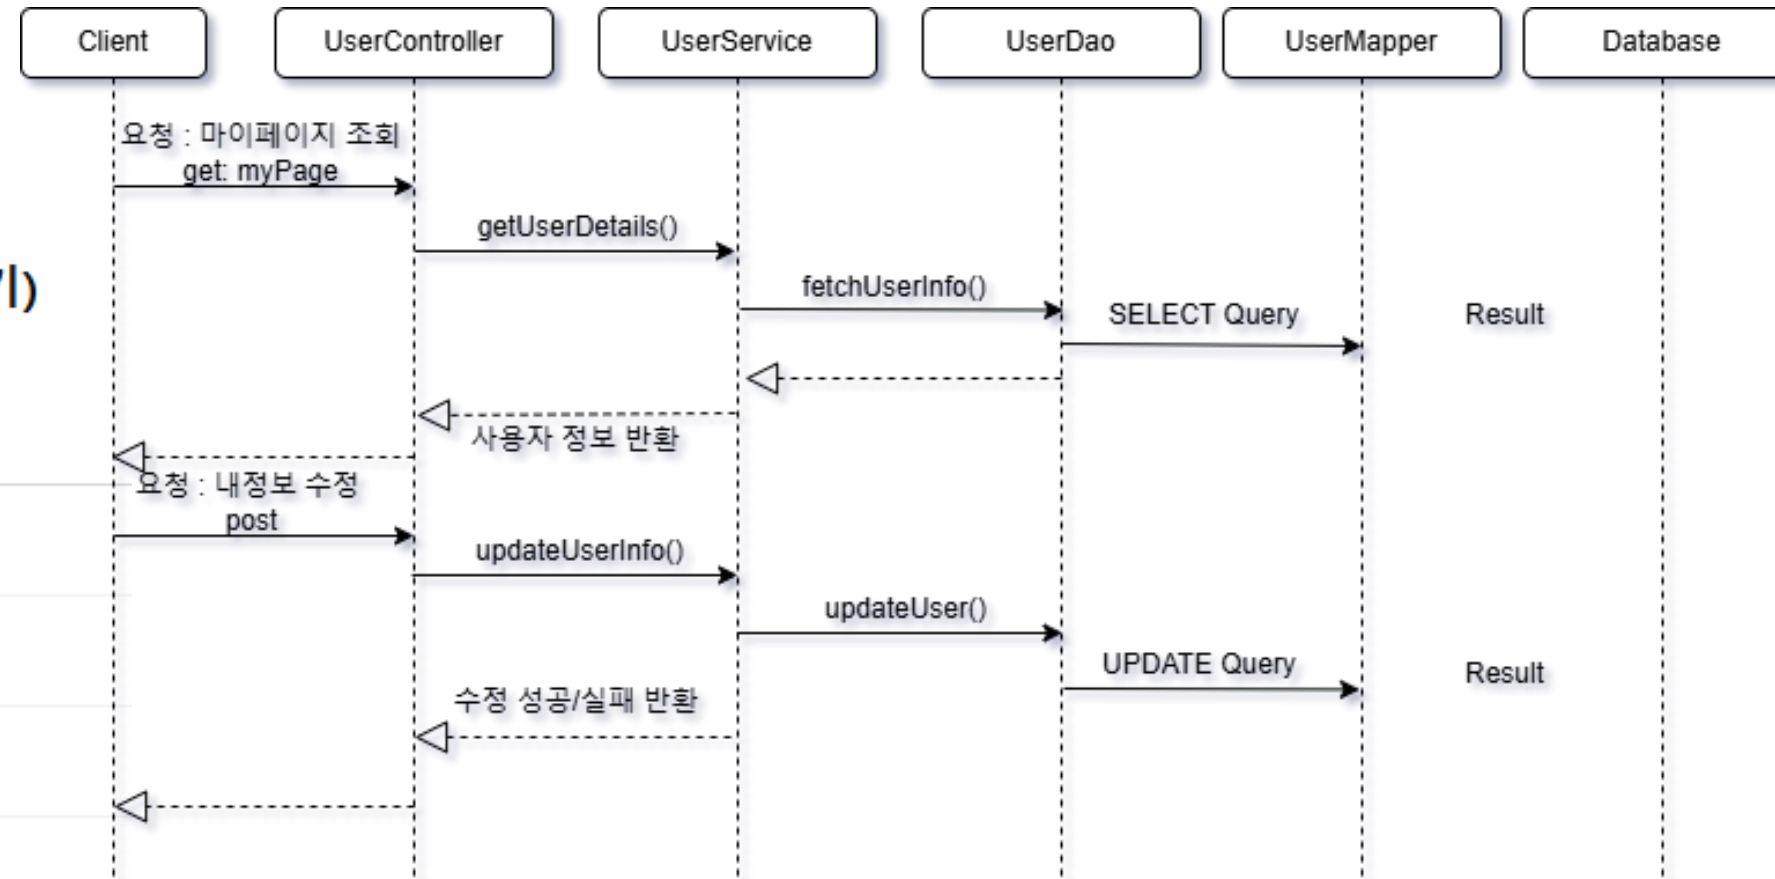 Client
UserController
UserService
UserDao
UserMapper
Database
요청 : 마이페이지 조회
get: myPage
getUserDetails()
fetchUserInfo()
SELECT Query
Result
사용자 정보 반환
요청 : 내정보 수정
post
updateUserInfo()
updateUser()
UPDATE Query
Result
수정 성공/실패 반환